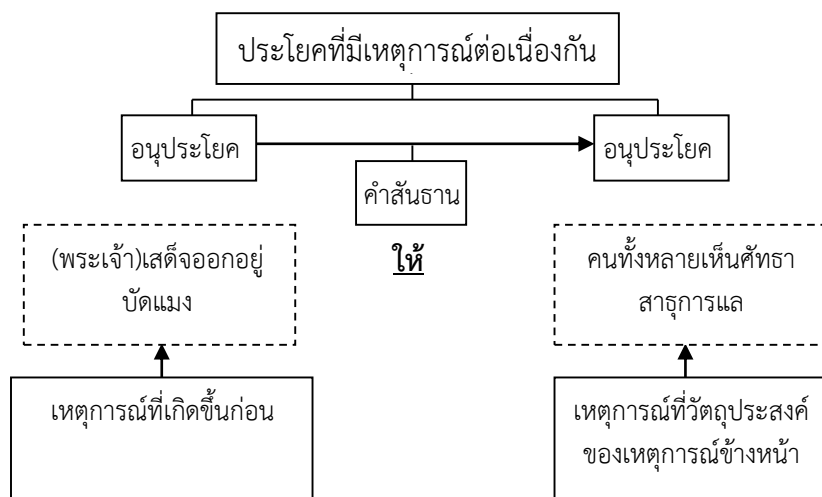 ประโยคที่มีเหตุการณ์ต่อเนื่องกัน
อนุประโยค
อนุประโยค
คำสันธาน
(พระเจ้า)เสด็จออกอยู่
บัดแมง
ให้
คนทั้งหลายเห็นศัทธา
สาธุการแล
เหตุการณ์ที่เกิดขึ้นก่อน
เหตุการณ์ที่วัตถุประสงค์
ของเหตุการณ์ข้างหน้า